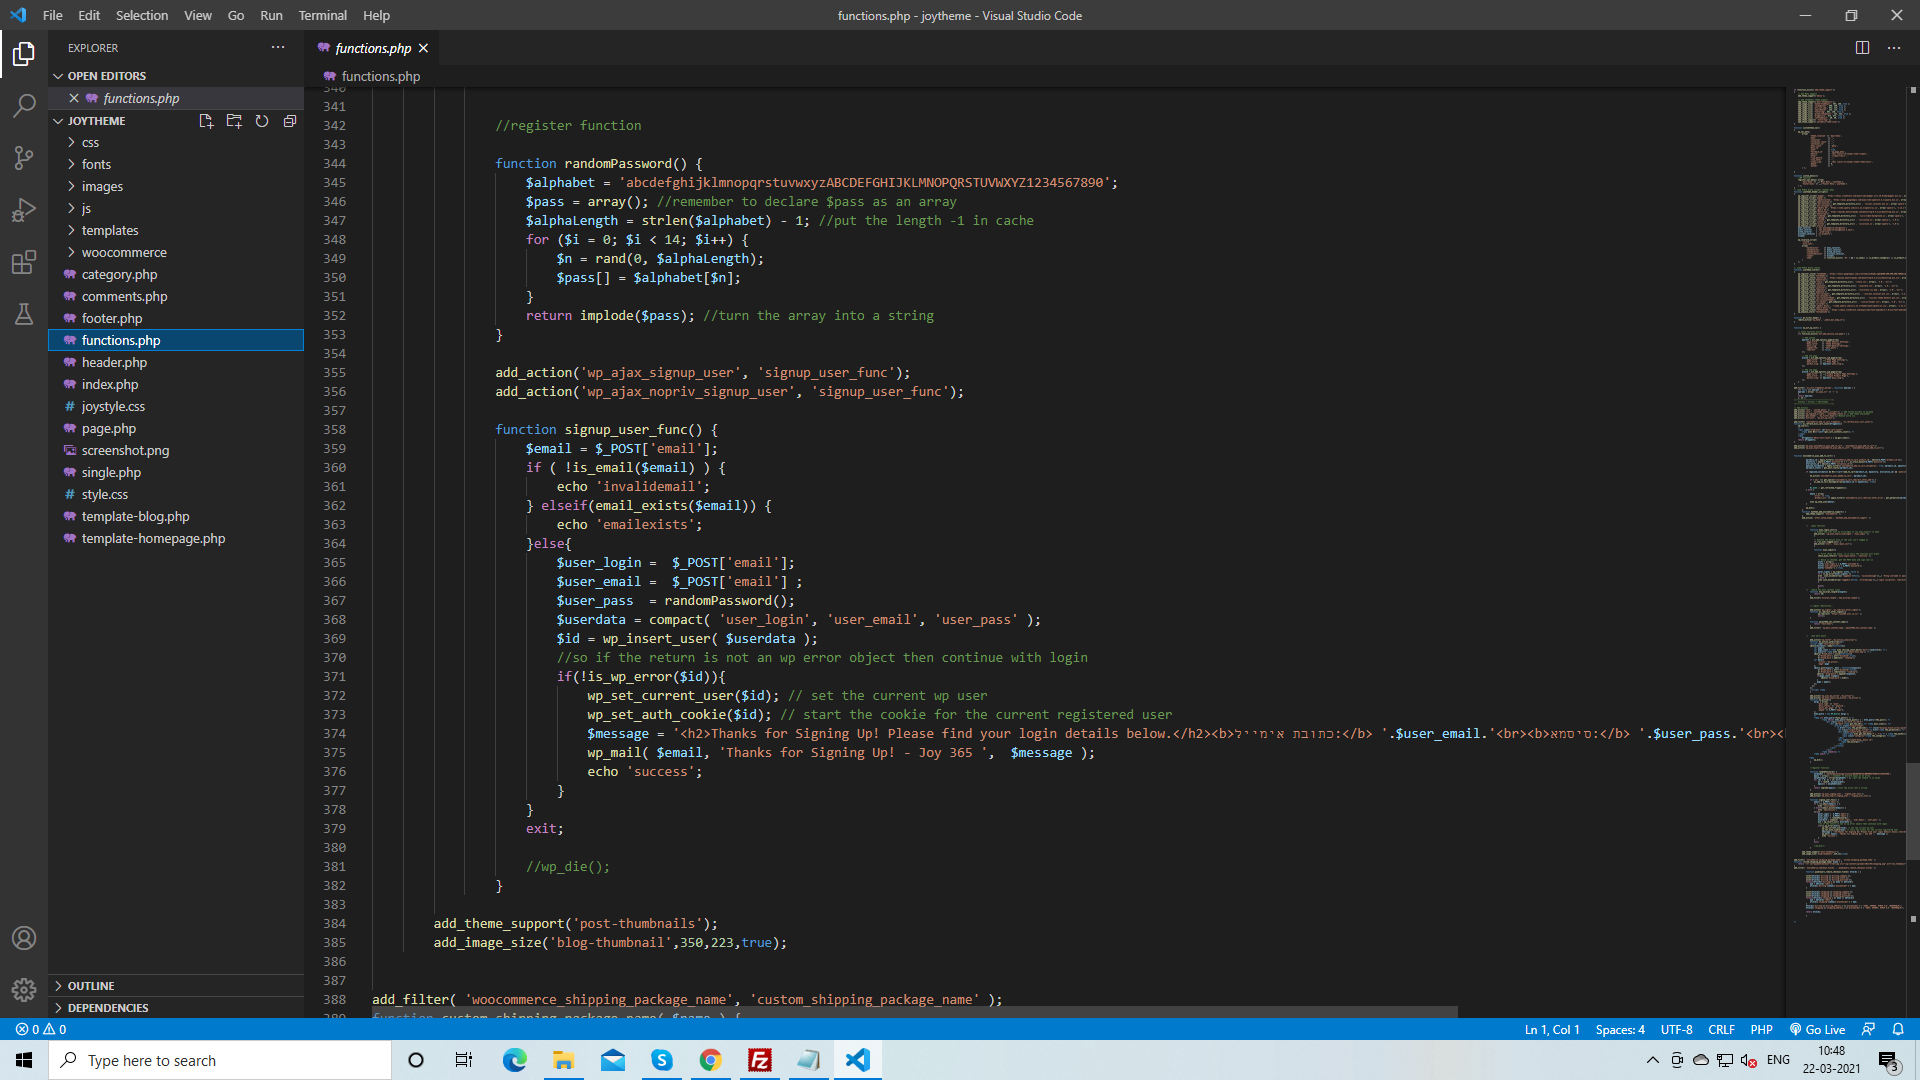 File Edit Selection View Go Run Terminal Help
functions.php - joytheme - Visual Studio Code
EXPLORER
OPEN EDITORS
functions.php
JOYTHEME
css
fonts
images
js
templates
woocommerce
category.php
comments.php
footer.php
functions.php
header.php
index.php
joystyle.css
page.php
screenshot.png
single.php
style.css
template-blog.php
template-homepage.php
OUTLINE
DEPENDENCIES
functions.php
functions.php
340
341
342 //register function
343
344 function randomPassword() {
345 $alphabet = 'abcdefghijklmnopqrstuvwxyzABCDEFGHIJKLMNOPQRSTUVWXYZ1234567890';
346 $pass = array(); //remember to declare $pass as an array
347 $alphaLength = strlen($alphabet) - 1; //put the length -1 in cache
348 for ($i = 0; $i < 14; $i++) {
349 $n = rand(0, $alphaLength);
350 $pass[] = $alphabet[$n];
351 }
352 return implode($pass); //turn the array into a string
353 }
354
355 add_action('wp_ajax_signup_user', 'signup_user_func');
356 add_action('wp_ajax_nopriv_signup_user', 'signup_user_func');
357
358 function signup_user_func() {
359 $email = $_POST['email'];
360 if ( !is_email($email) ) {
361 echo 'invalidemail';
362 } elseif(email_exists($email)) {
363 echo 'emailexists';
364 }else{
365 $user_login =  $_POST['email'];
366 $user_email =  $_POST['email'] ;
367 $user_pass  = randomPassword();
368 $userdata = compact( 'user_login', 'user_email', 'user_pass' );
369 $id = wp_insert_user( $userdata );
370 //so if the return is not an wp error object then continue with login
371 if(!is_wp_error($id)){
372 wp_set_current_user($id); // set the current wp user
373 wp_set_auth_cookie($id); // start the cookie for the current registered user
374 $message = '<h2>Thanks for Signing Up! Please find your login details below.</h2><b>כתובת אימייל:</b> '.$user_email.'<br><b>סיסמא:</b> '.$user_pass.'<br><b
375 wp_mail( $email, 'Thanks for Signing Up! - Joy 365 ',  $message );
376 echo 'success';
377 }
378 }
379 exit;
380
381 //wp_die();
382 }
383
384 add_theme_support('post-thumbnails');
385 add_image_size('blog-thumbnail',350,223,true);
386
387
388 add_filter( 'woocommerce_shipping_package_name', 'custom_shipping_package_name' );
389 function custom_shipping_package_name( $name ) {
0 0 Ln 1, Col 1 Spaces: 4 UTF-8 CRLF PHP Go Live
Type here to search
ENG
10:48
22-03-2021
3